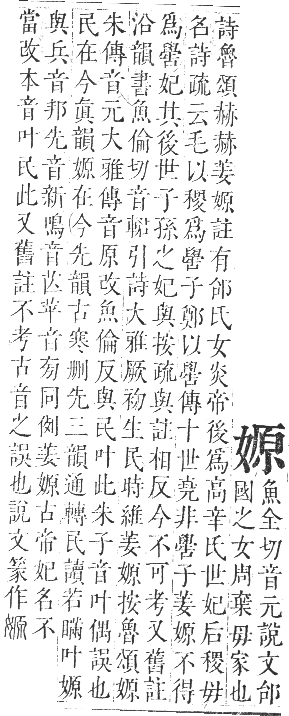 嫄魚全切音元說文邰
國之女周棄毋家也
詩魯頌赫赫姜嫄註有邰氏女炎帝後爲高辛氏世妃后稷毋
名詩疏云毛以稷爲嚳子鄭以嚳傳十世堯非嚳子姜嫄不得
爲嚳妃其後世子孫之妃與按疏與註相反今不可考又舊註
沿韻書魚倫切音輑引詩大雅厥初生民時維姜嫄按魯頌嫄
朱傳音元大雅傳音原改魚倫反與民叶此朱子音叶偶誤也
民在今眞韻嫄在今先韻古寒刪先三韻通轉民讀若瞞叶嫄
與兵音邦先音新鳴音芒苹音旁同例姜嫄古帝妃名不
當改本音叶民此又舊註不考古音之誤也說文篆作嫄